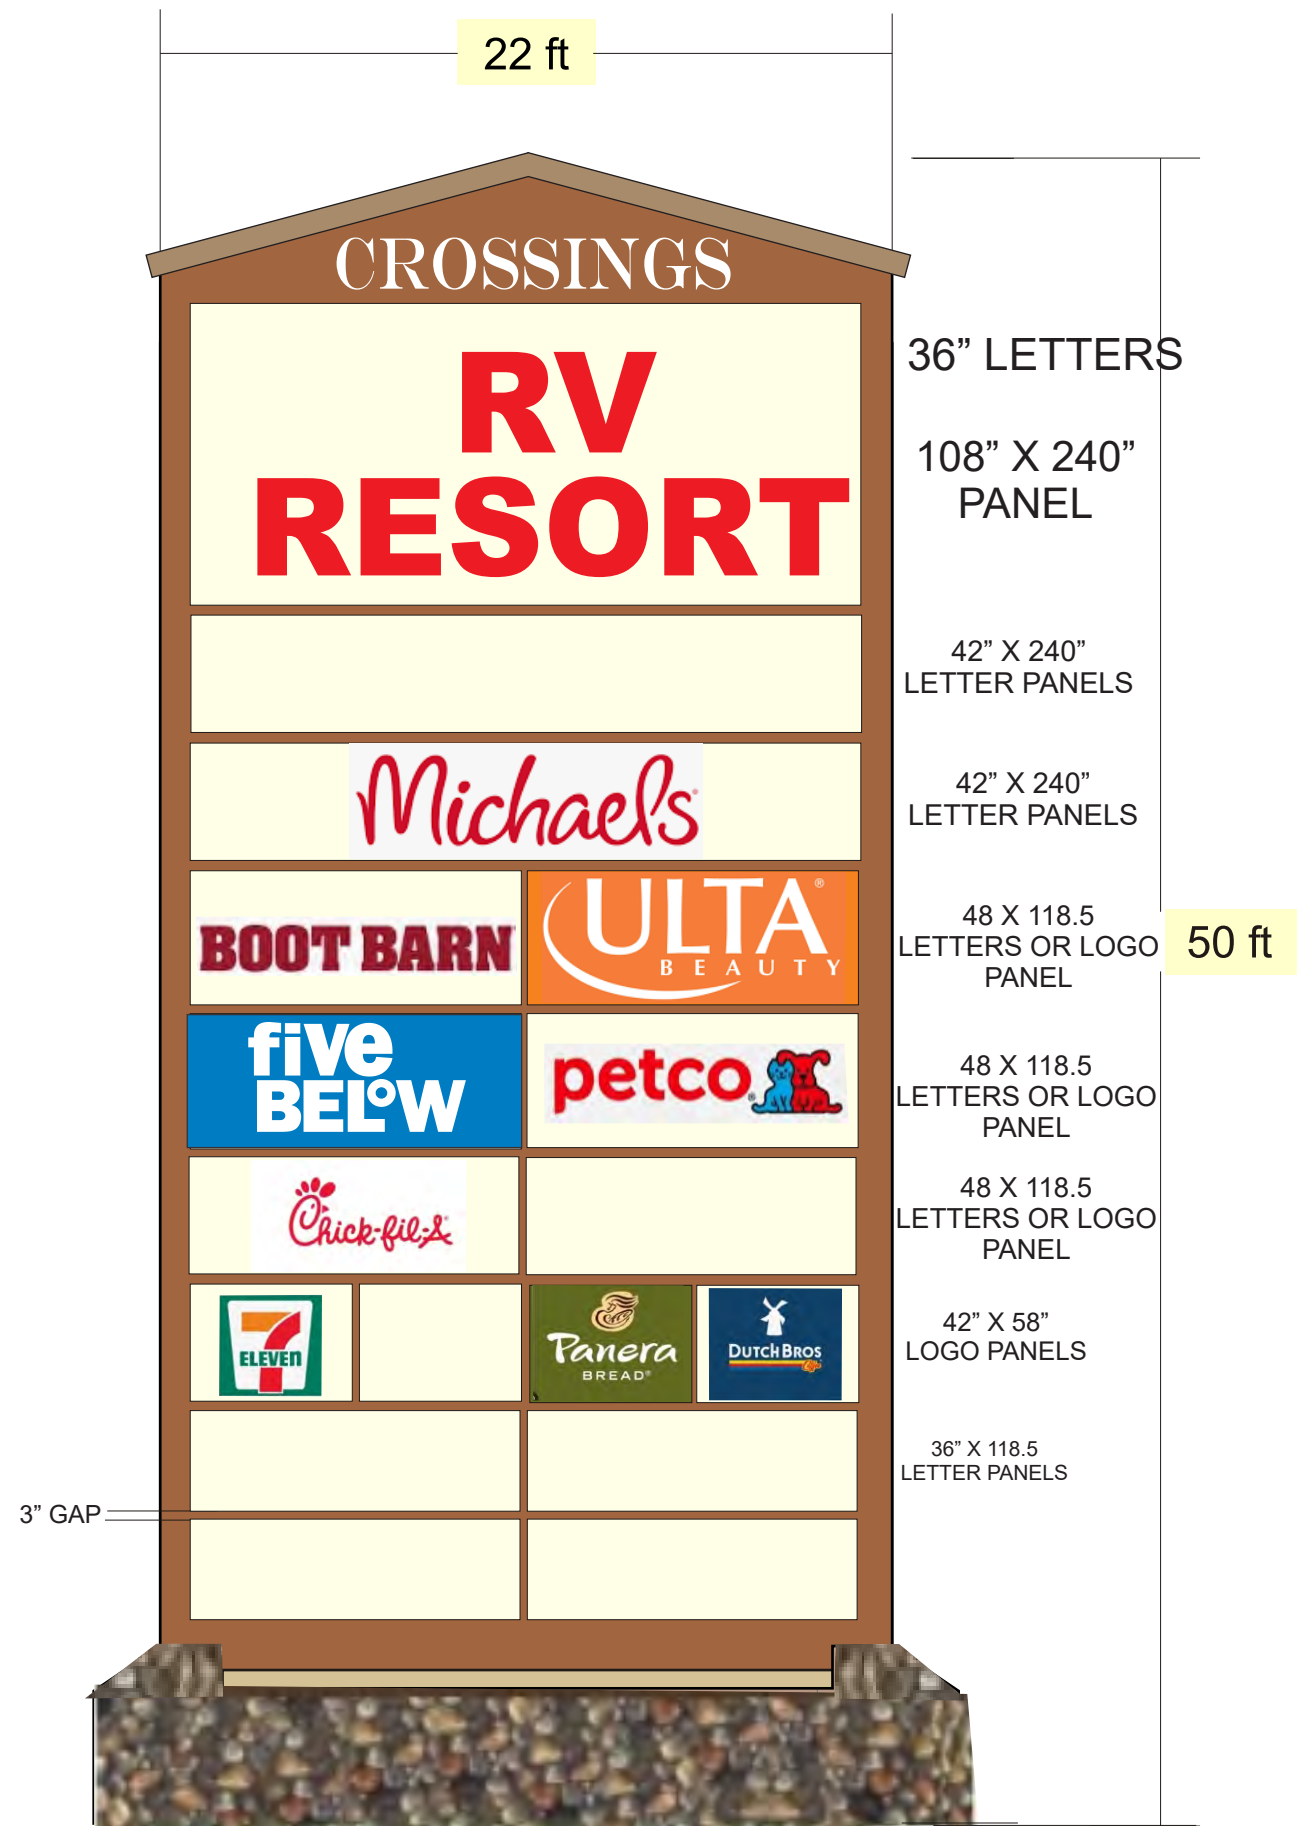 22 ft
CROSSINGS
RV
RESORT
36” LETTERS
108” X 240”
PANEL
42” X 240”
LETTER PANELS
Michaels
42” X 240”
LETTER PANELS
BOOT BARN
ULTA®
BEAUTY
48 X 118.5
LETTERS OR LOGO
PANEL
50 ft
five
BELOW
petco®
48 X 118.5
LETTERS OR LOGO
PANEL
Chick-fil-A
48 X 118.5
LETTERS OR LOGO
PANEL
7
ELEVEn
Panera
BREAD®
DUTCH BROS
42” X 58”
LOGO PANELS
36” X 118.5
LETTER PANELS
3” GAP